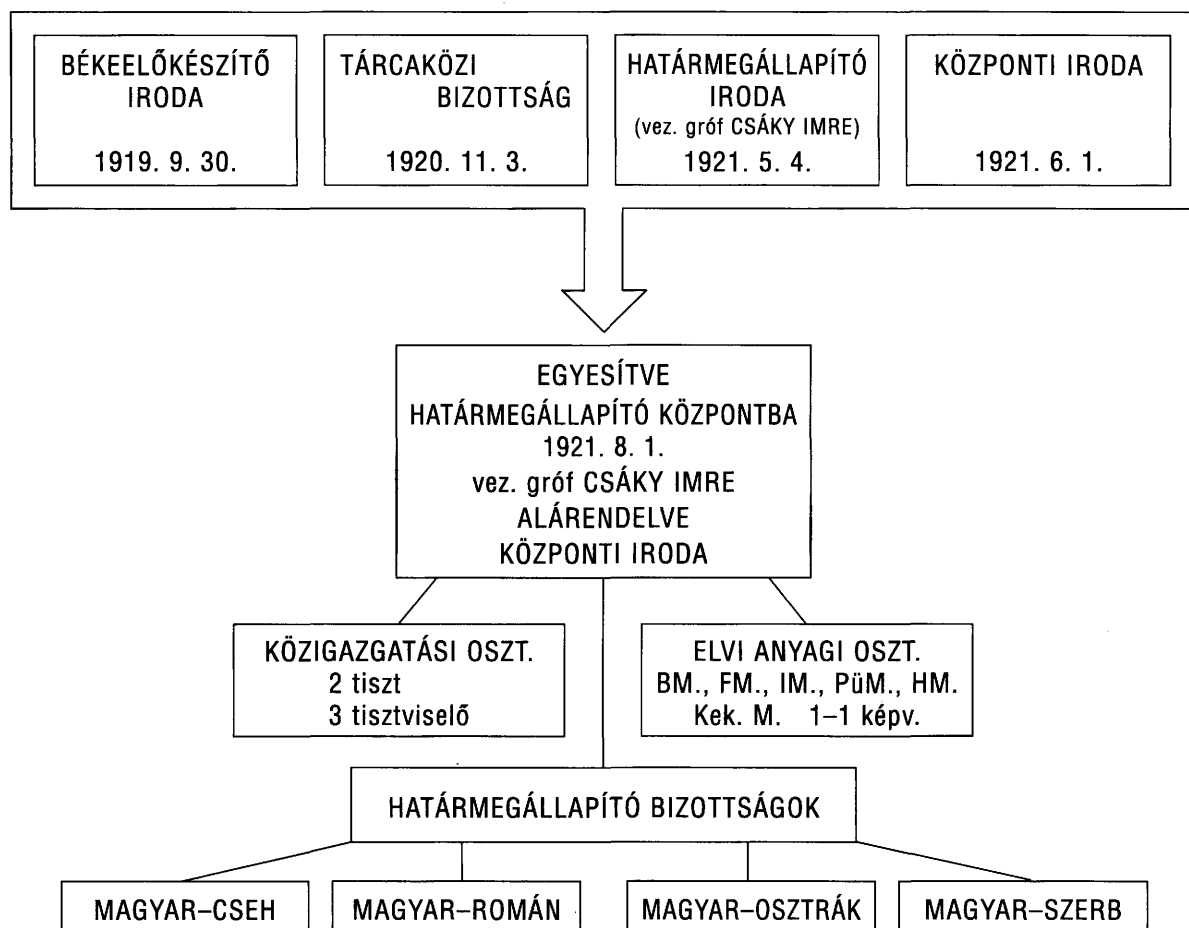 BÉKEELŐKÉSZÍTŐ
IRODA
1919. 9. 30.
TÁRCAKÖZI
BIZOTTSÁG
1920. 11. 3.
HATÁRMEGÁLLAPÍTÓ
IRODA
(vez. gróf CSÁKY IMRE)
1921. 5. 4.
KÖZPONTI IRODA
1921. 6. 1.
EGYESÍTVE
HATÁRMEGÁLLAPÍTÓ KÖZPONTBA
1921. 8. 1.
vez. gróf CSÁKY IMRE
ALÁRENDELVE
KÖZPONTI IRODA
KÖZIGAZGATÁSI OSZT.
2 tiszt
3 tisztviselő
ELVI ANYAGI OSZT.
BM., FM., IM., PüM., HM.
Kek. M. 1–1 képv.
HATÁRMEGÁLLAPÍTÓ BIZOTTSÁGOK
MAGYAR–CSEH
MAGYAR–ROMÁN
MAGYAR–OSZTRÁK
MAGYAR–SZERB